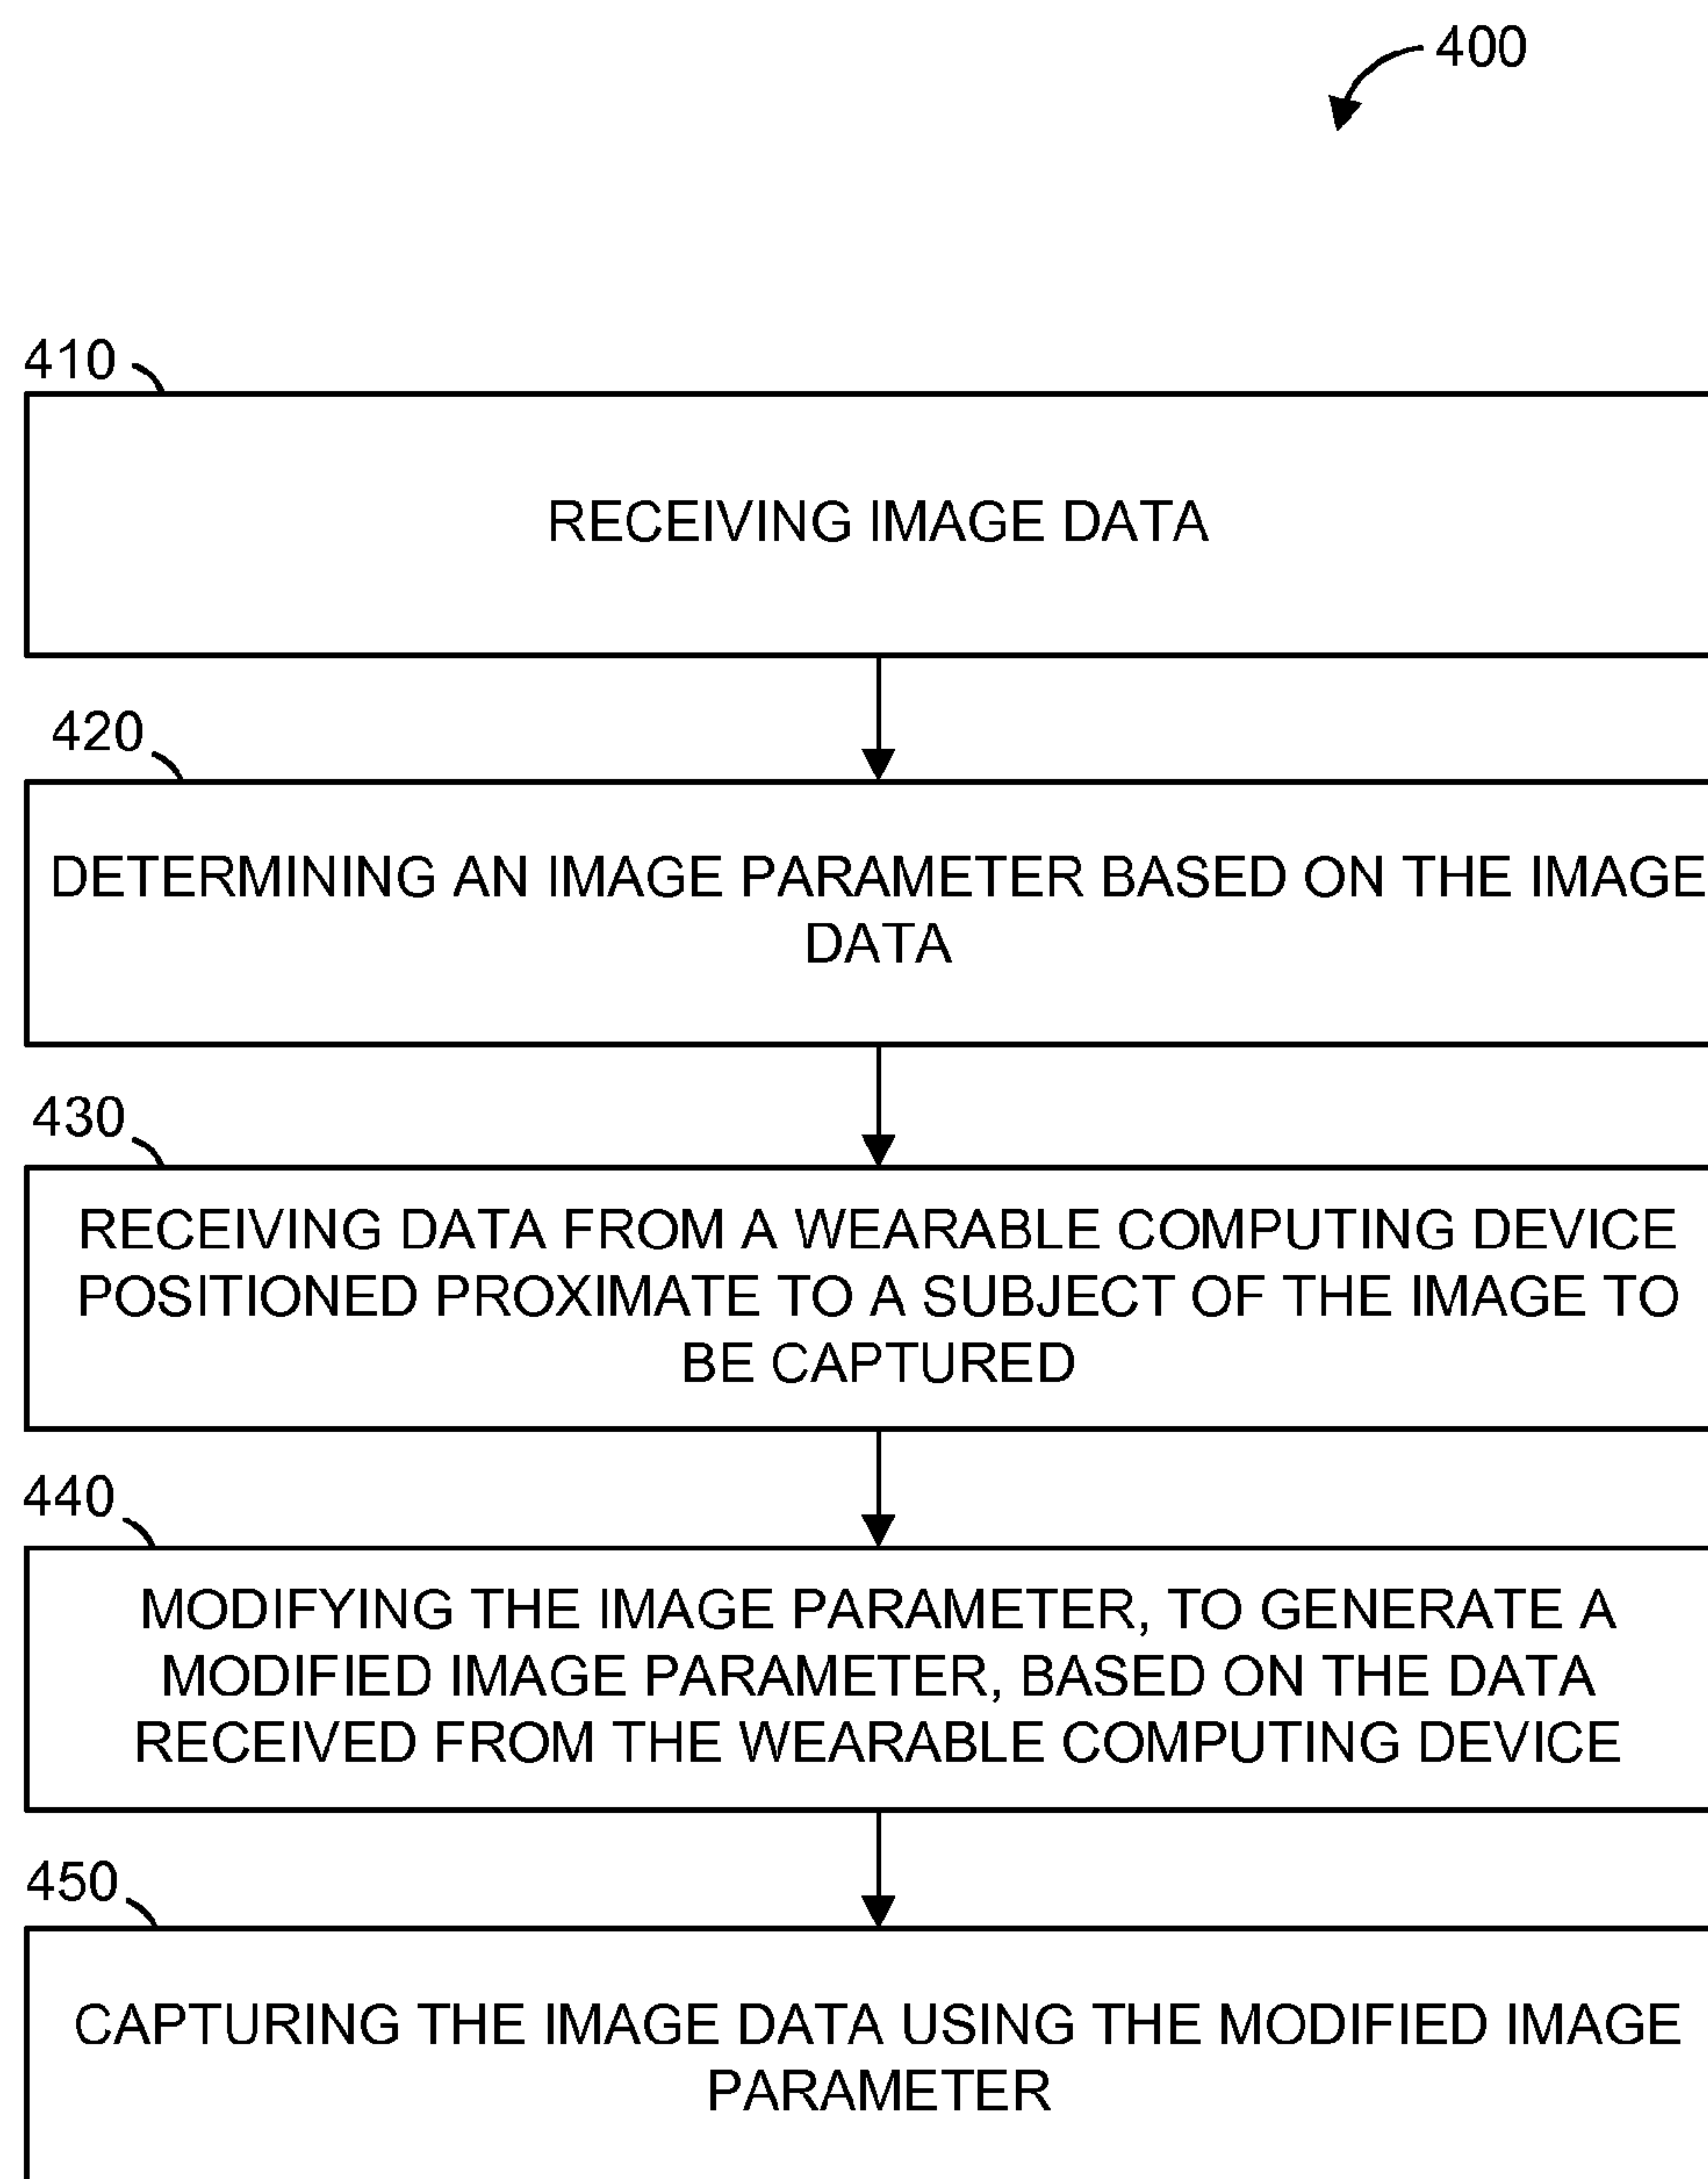 400
410
RECEIVING IMAGE DATA
420
DETERMINING AN IMAGE PARAMETER BASED ON THE IMAGE
DATA
430
RECEIVING DATA FROM A WEARABLE COMPUTING DEVICE
POSITIONED PROXIMATE TO A SUBJECT OF THE IMAGE TO
BE CAPTURED
440
MODIFYING THE IMAGE PARAMETER, TO GENERATE A
MODIFIED IMAGE PARAMETER, BASED ON THE DATA
RECEIVED FROM THE WEARABLE COMPUTING DEVICE
450
CAPTURING THE IMAGE DATA USING THE MODIFIED IMAGE
PARAMETER